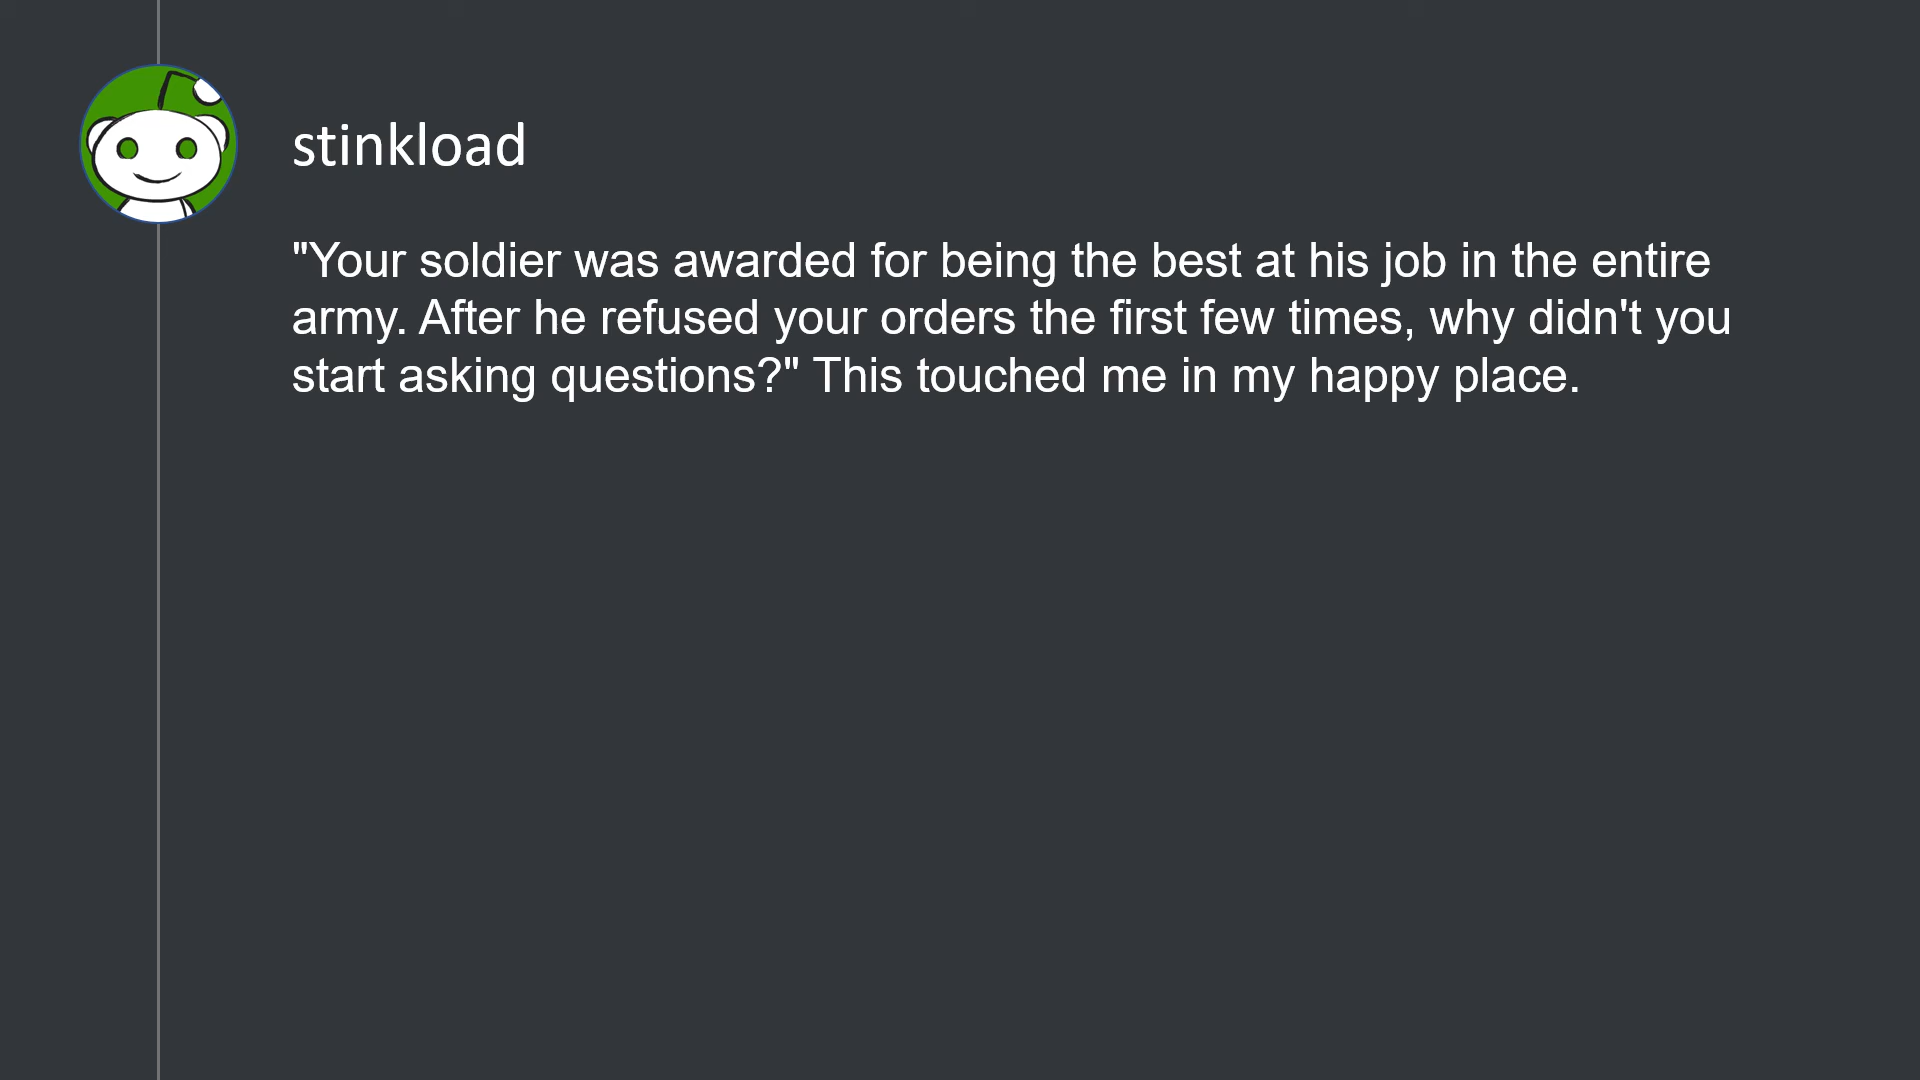 stinkload
"Your soldier was awarded for being the best at his job in the entire
army. After he refused your orders the first few times, why didn't you
start asking questions?" This touched me in my happy place.